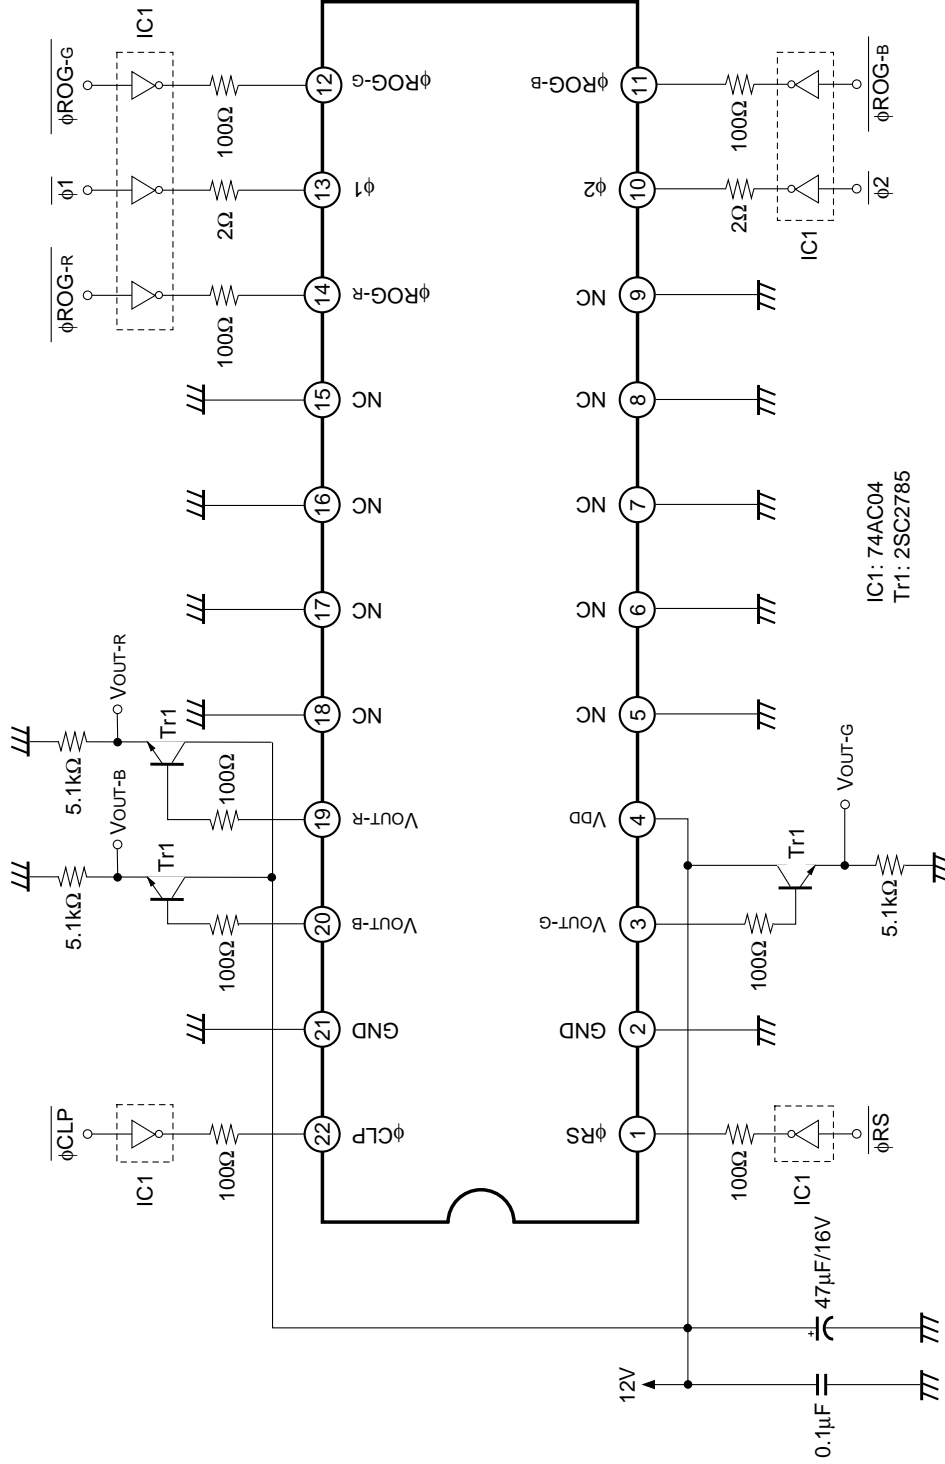 φROG-G
φ1
φROG-R
IC1
100Ω
2Ω
100Ω
12
13
14
15
16
17
18
19
20
21
22
φROG-G
φ1
φROG-R
NC
NC
NC
NC
VOUT-R
VOUT-B
GND
φCLP
5.1kΩ
VOUT-R
Tr1
100Ω
5.1kΩ
VOUT-B
Tr1
100Ω
φCLP
IC1
100Ω
φROG-B
φ2
NC
NC
NC
NC
NC
VDD
VOUT-G
GND
φRS
11
10
9
8
7
6
5
4
3
2
1
100Ω
2Ω
IC1
φROG-B
φ2
100Ω
Tr1
VOUT-G
5.1kΩ
100Ω
IC1
φRS
12V
+
47μF/16V
0.1μF
IC1: 74AC04
Tr1: 2SC2785